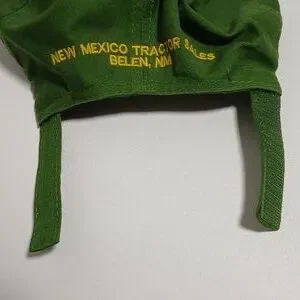 NEW MEXICO TRACTOR SALES
BELEN, NM